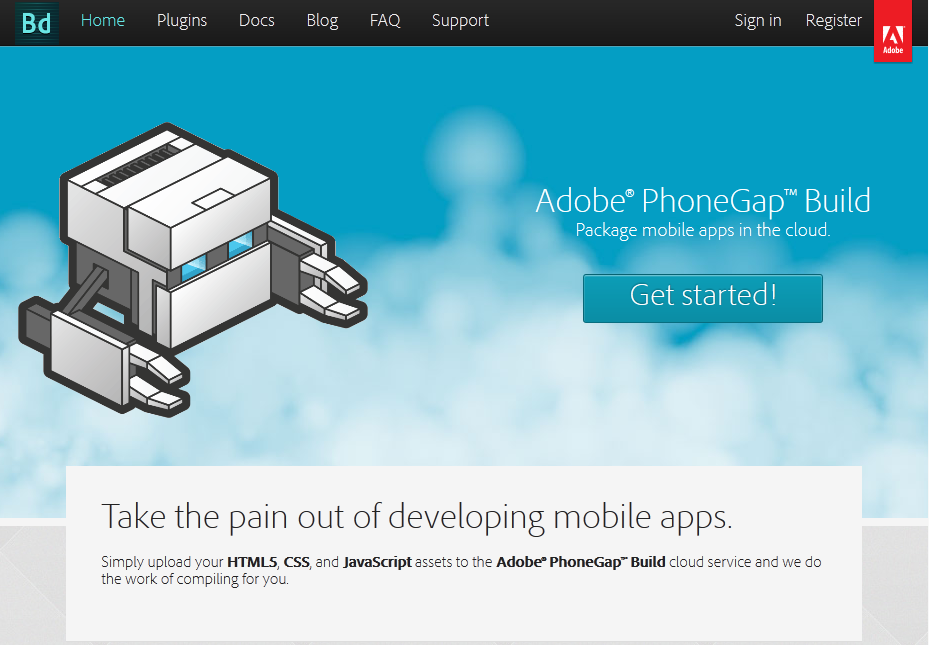 Bd Home Plugins Docs Blog FAQ Support Sign in Register
Adobe
Adobe® PhoneGap™ Build
Package mobile apps in the cloud.
Get started!
Take the pain out of developing mobile apps.
Simply upload your HTML5, CSS, and JavaScript assets to the Adobe® PhoneGap™ Build cloud service and we do
the work of compiling for you.